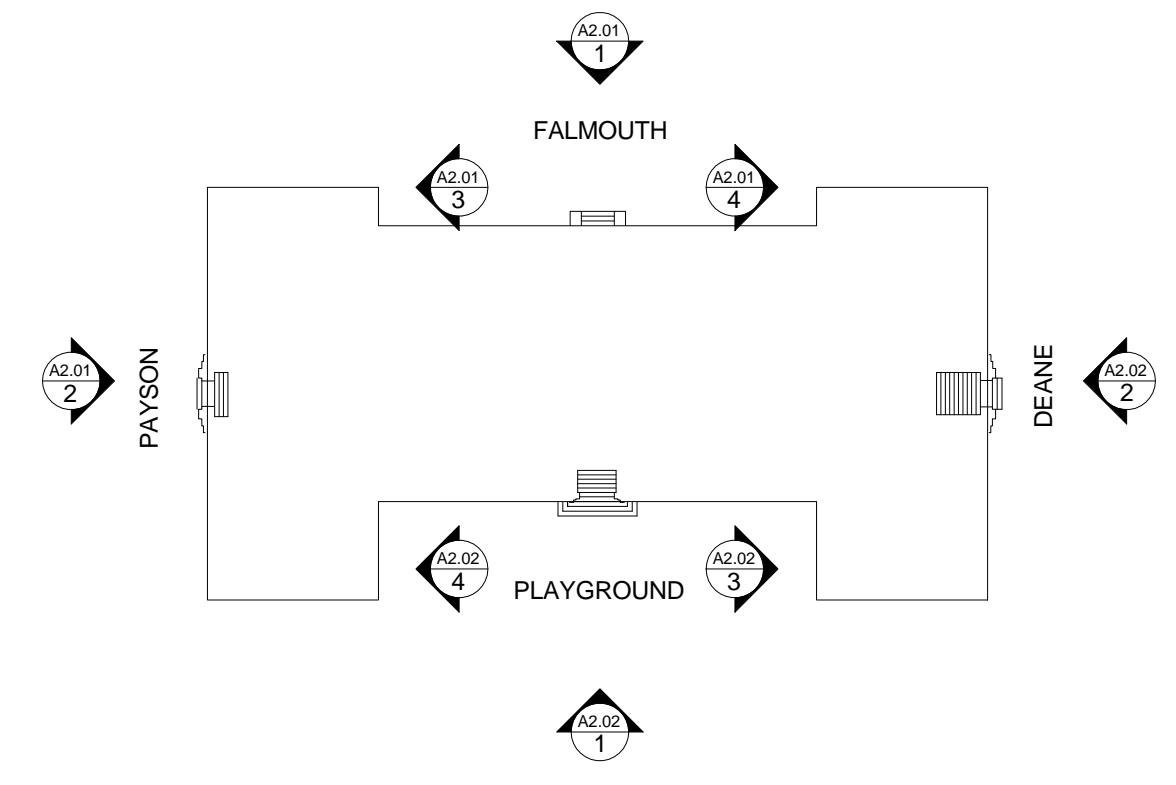 A2.01
1
FALMOUTH
A2.01
3
A2.01
4
A2.01
2
PAYSON
DEANE
A2.02
2
A2.02
4
PLAYGROUND
A2.02
3
A2.02
1